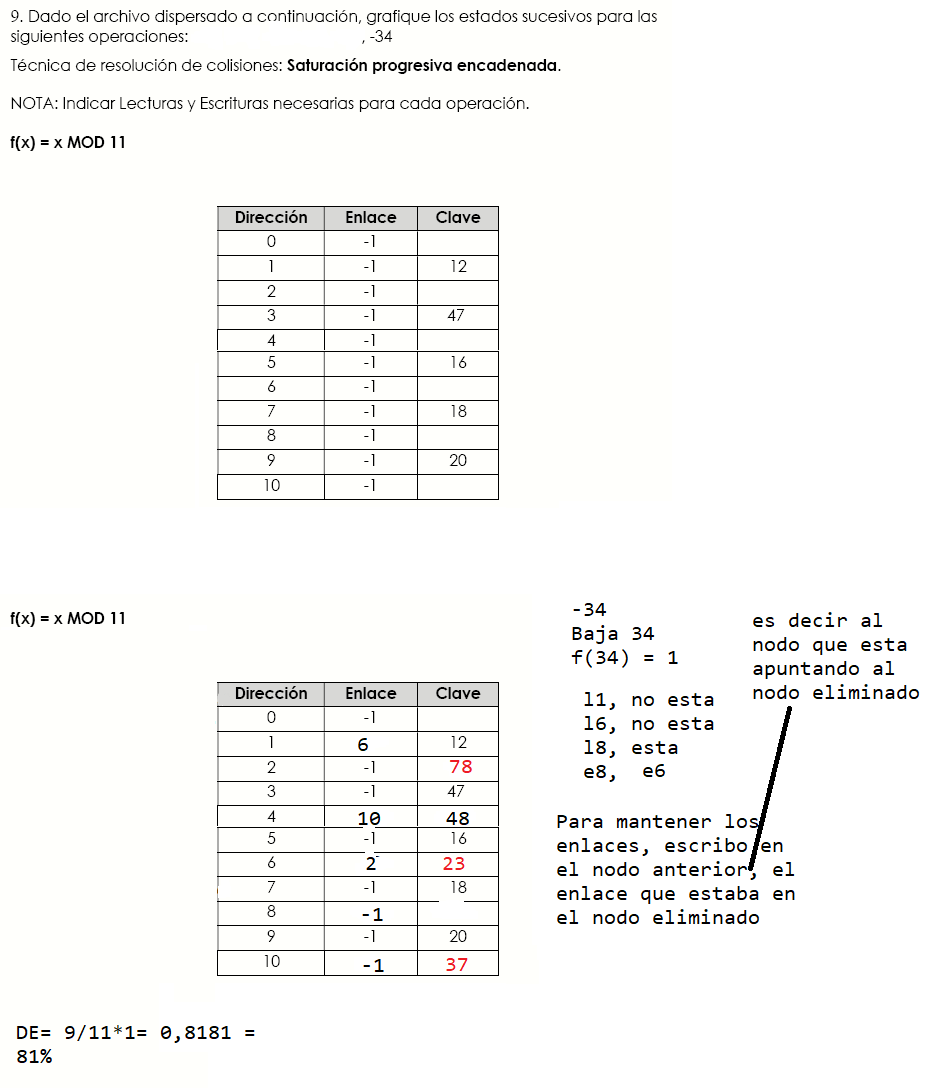 9. Dado el archivo dispersado a continuación, grafique los estados sucesivos para las
siguientes operaciones: , -34
Técnica de resolución de colisiones: Saturación progresiva encadenada.
NOTA: Indicar Lecturas y Escrituras necesarias para cada operación.
f(x) = x MOD 11
Dirección Enlace Clave
0 -1
1 -1 12
2 -1
3 -1 47
4 -1
5 -1 16
6 -1
7 -1 18
8 -1
9 -1 20
10 -1
f(x) = x MOD 11
Dirección Enlace Clave
0 -1
1 6 12
2 -1 78
3 -1 47
4 10 48
5 -1 16
6 2 23
7 -1 18
8 -1
9 -1 20
10 -1 37
-34
Baja 34
f(34) = 1
l1, no esta
l6, no esta
l8, esta
e8, e6
es decir al
nodo que esta
apuntando al
nodo eliminado
Para mantener los
enlaces, escribo en
el nodo anterior, el
enlace que estaba en
el nodo eliminado
DE= 9/11*1= 0,8181 =
81%